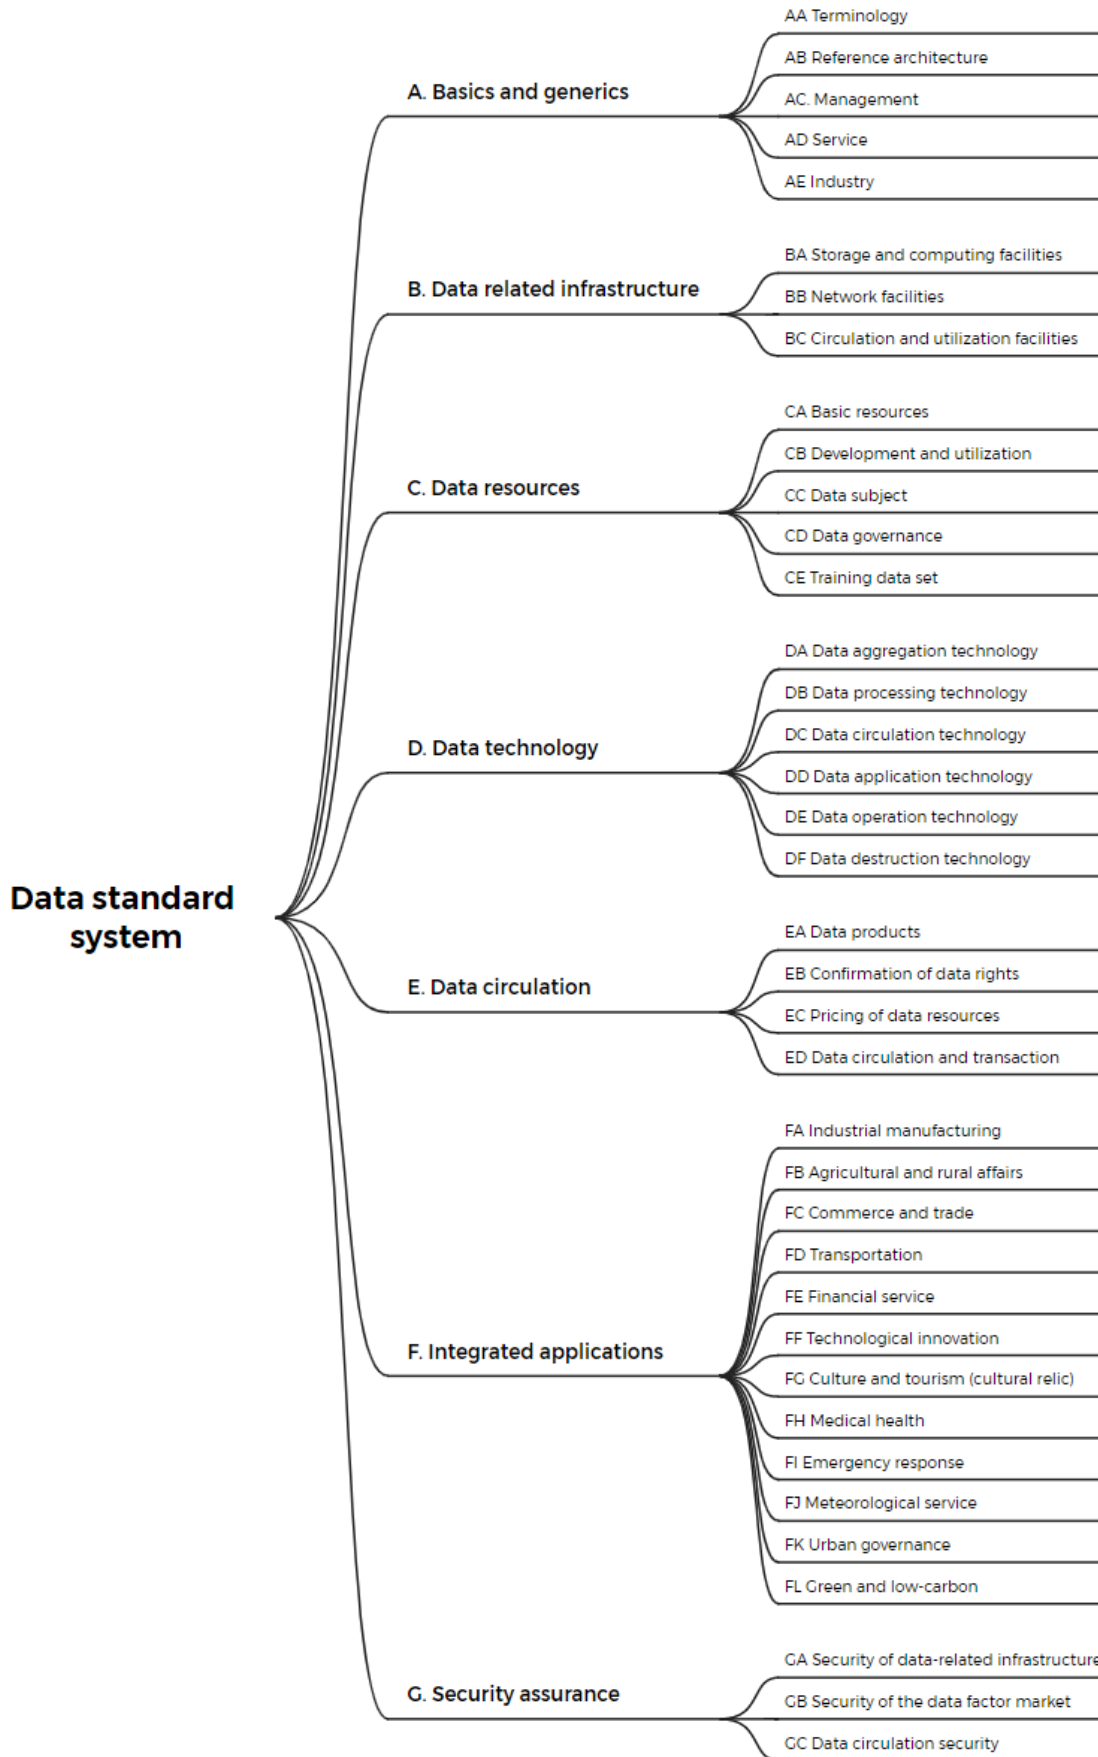 Data standard
system
A. Basics and generics
AA Terminology
AB Reference architecture
AC. Management
AD Service
AE Industry
B. Data related infrastructure
BA Storage and computing facilities
BB Network facilities
BC Circulation and utilization facilities
C. Data resources
CA Basic resources
CB Development and utilization
CC Data subject
CD Data governance
CE Training data set
D. Data technology
DA Data aggregation technology
DB Data processing technology
DC Data circulation technology
DD Data application technology
DE Data operation technology
DF Data destruction technology
E. Data circulation
EA Data products
EB Confirmation of data rights
EC Pricing of data resources
ED Data circulation and transaction
F. Integrated applications
FA Industrial manufacturing
FB Agricultural and rural affairs
FC Commerce and trade
FD Transportation
FE Financial service
FF Technological innovation
FG Culture and tourism (cultural relic)
FH Medical health
FI Emergency response
FJ Meteorological service
FK Urban governance
FL Green and low-carbon
G. Security assurance
GA Security of data-related infrastructure
GB Security of the data factor market
GC Data circulation security